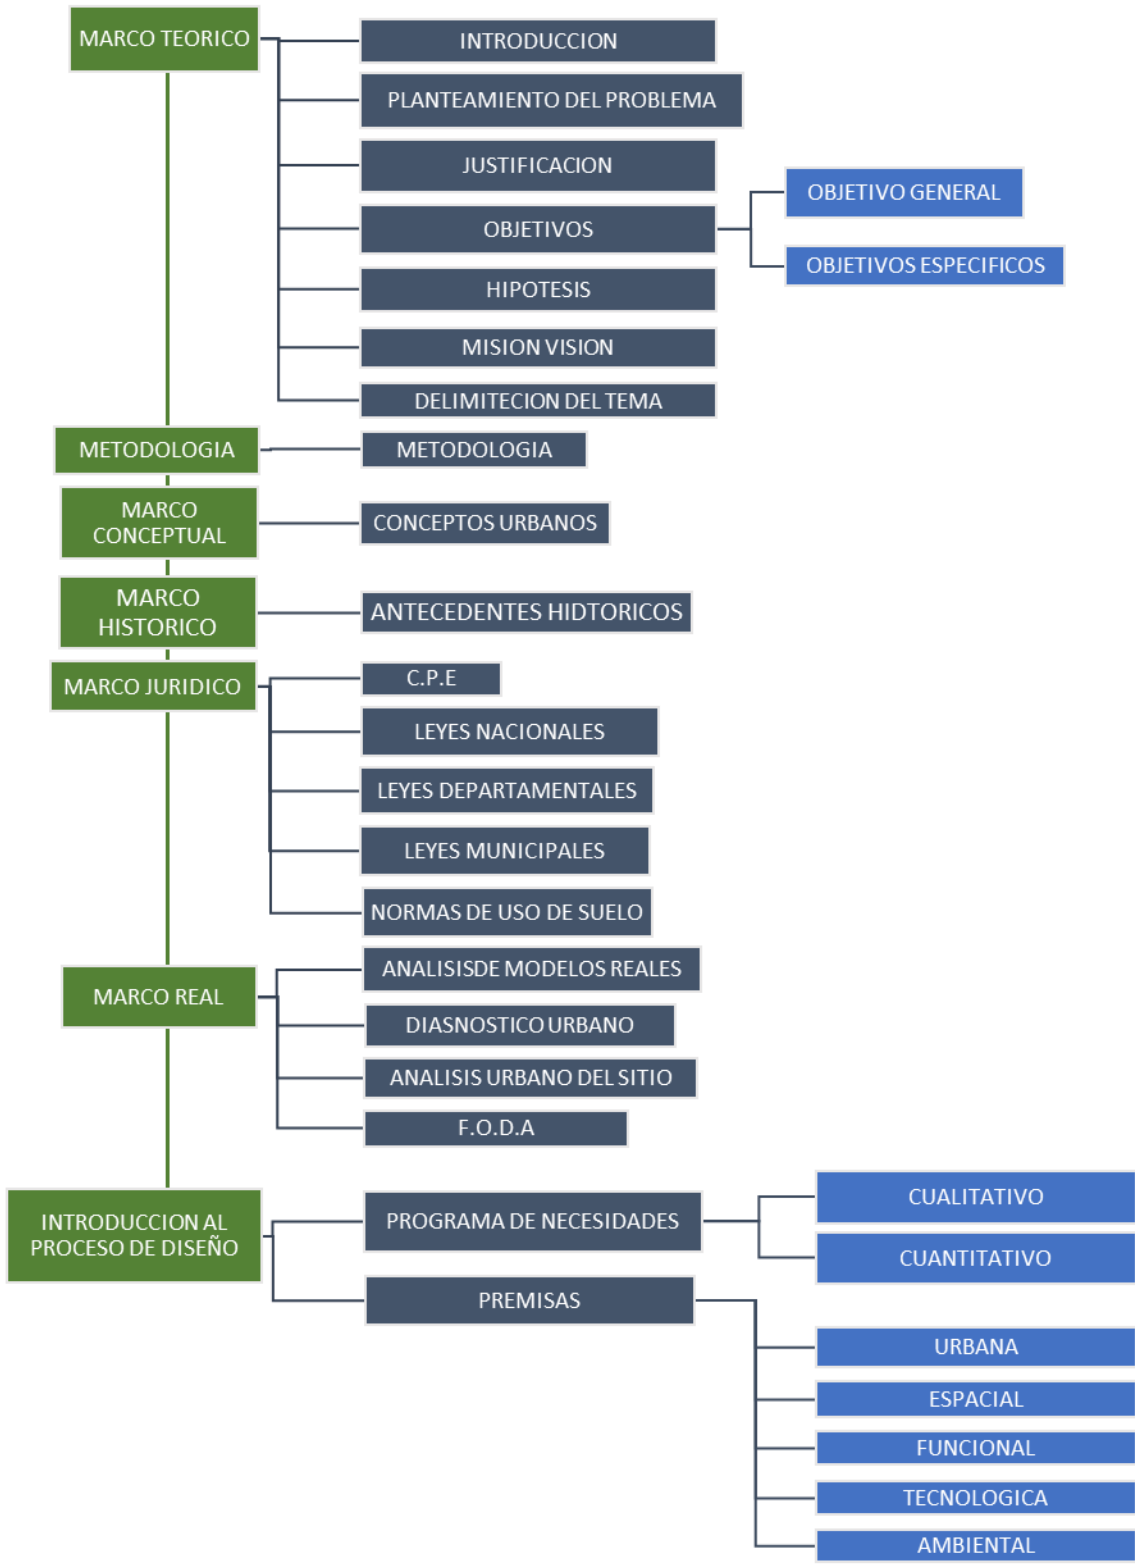 MARCO TEORICO
INTRODUCCION
PLANTEAMIENTO DEL PROBLEMA
JUSTIFICACION
OBJETIVOS
OBJETIVO GENERAL
OBJETIVOS ESPECIFICOS
HIPOTESIS
MISION VISION
DELIMITECION DEL TEMA
METODOLOGIA
METODOLOGIA
MARCO
CONCEPTUAL
CONCEPTOS URBANOS
MARCO
HISTORICO
ANTECEDENTES HIDTORICOS
MARCO JURIDICO
C.P.E
LEYES NACIONALES
LEYES DEPARTAMENTALES
LEYES MUNICIPALES
NORMAS DE USO DE SUELO
MARCO REAL
ANALISISDE MODELOS REALES
DIASNOSTICO URBANO
ANALISIS URBANO DEL SITIO
F.O.D.A
INTRODUCCION AL
PROCESO DE DISEÑO
PROGRAMA DE NECESIDADES
CUALITATIVO
CUANTITATIVO
PREMISAS
URBANA
ESPACIAL
FUNCIONAL
TECNOLOGICA
AMBIENTAL